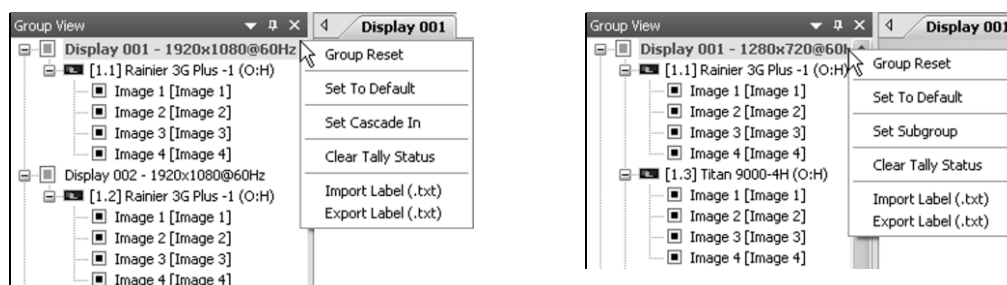 Group View
Display 001
Display 001 - 1920x1080@60Hz
[1.1] Rainier 3G Plus -1 (O:H)
Image 1 [Image 1]
Image 2 [Image 2]
Image 3 [Image 3]
Image 4 [Image 4]
Display 002 - 1920x1080@60Hz
[1.2] Rainier 3G Plus -1 (O:H)
Image 1 [Image 1]
Image 2 [Image 2]
Image 3 [Image 3]
Image 4 [Image 4]
Group Reset
Set To Default
Set Cascade In
Clear Tally Status
Import Label (.txt)
Export Label (.txt)
Group View
Display 001
Display 001 - 1280x720@60
[1.1] Rainier 3G Plus -1 (O:H)
Image 1 [Image 1]
Image 2 [Image 2]
Image 3 [Image 3]
Image 4 [Image 4]
[1.3] Titan 9000-4H (O:H)
Image 1 [Image 1]
Image 2 [Image 2]
Image 3 [Image 3]
Image 4 [Image 4]
Group Reset
Set To Default
Set Subgroup
Clear Tally Status
Import Label (.txt)
Export Label (.txt)